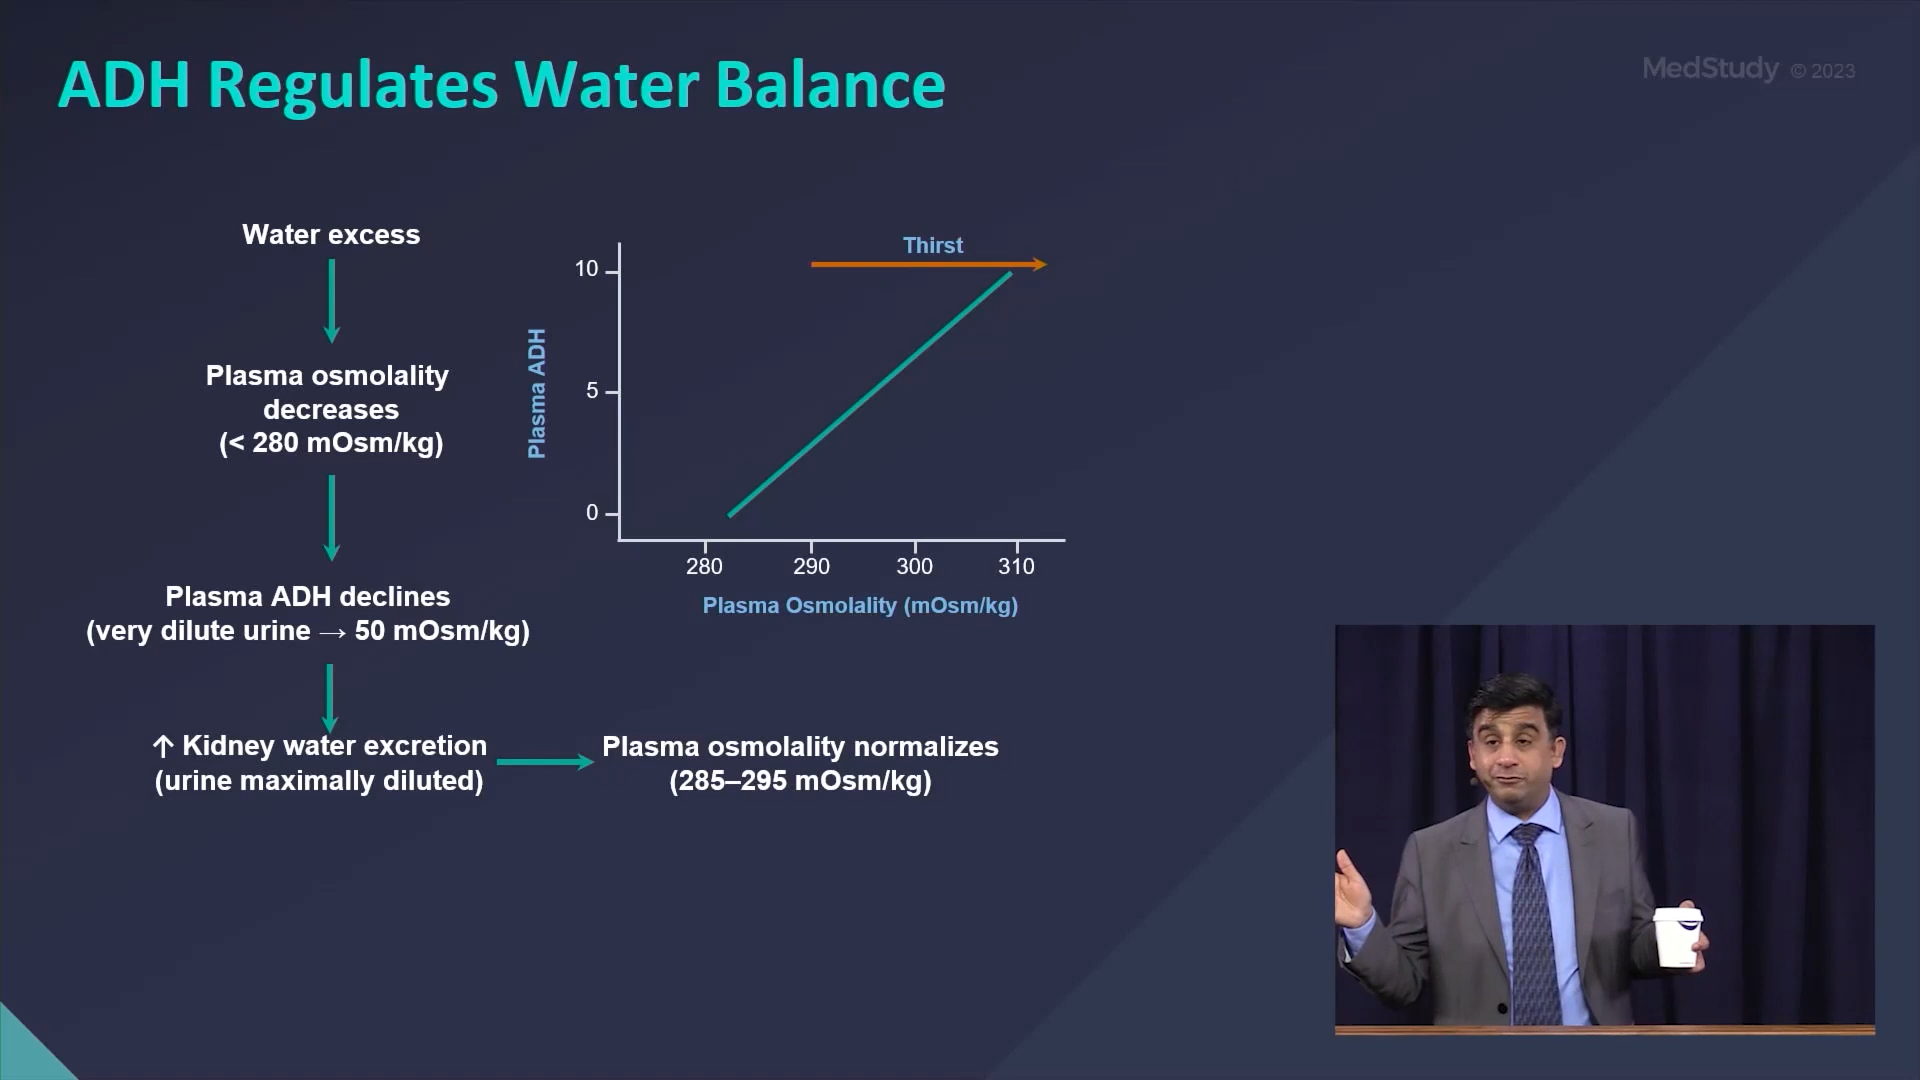 ADH Regulates Water Balance
MedStudy © 2023
Water excess
Plasma osmolality
decreases
(< 280 mOsm/kg)
Plasma ADH declines
(very dilute urine → 50 mOsm/kg)
↑ Kidney water excretion
(urine maximally diluted)
Plasma osmolality normalizes
(285–295 mOsm/kg)
Thirst
Plasma ADH
10
5
0
280 290 300 310
Plasma Osmolality (mOsm/kg)